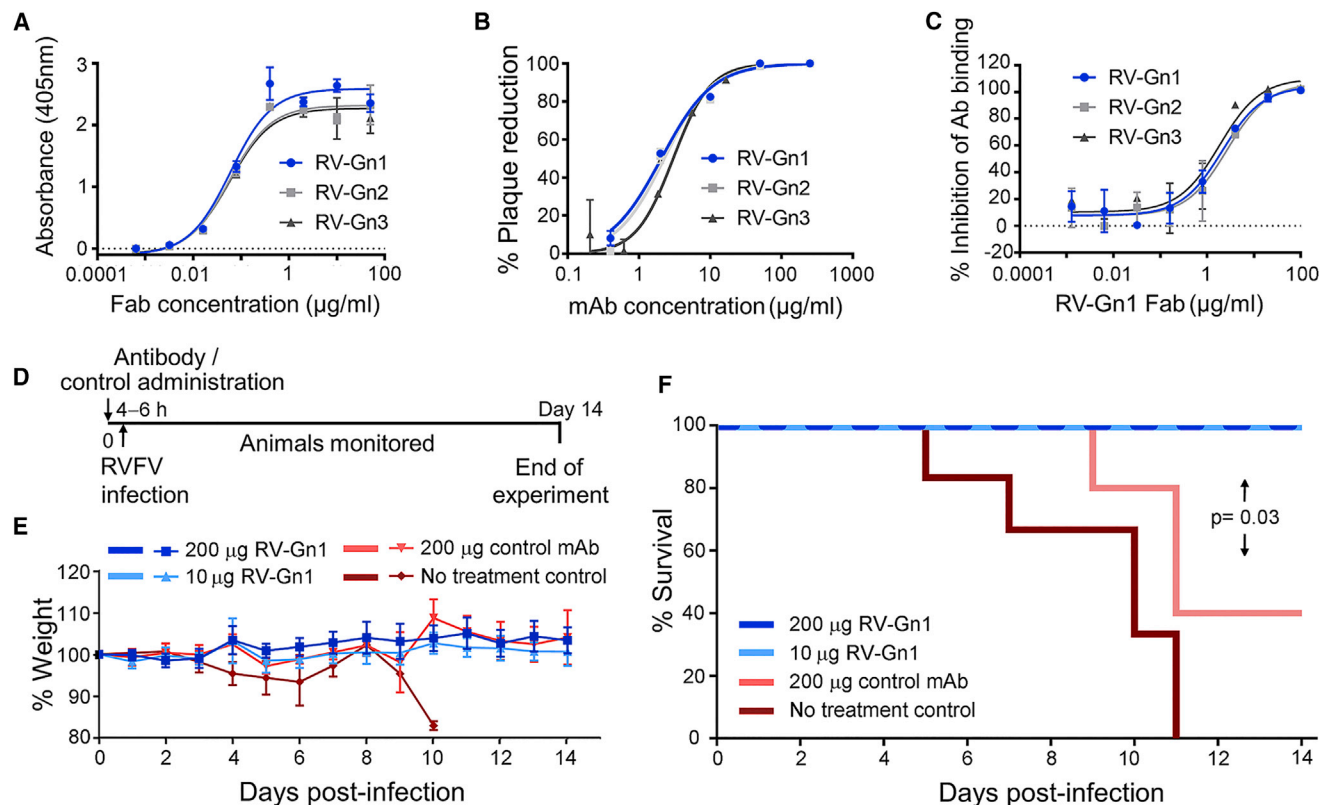 A
Absorbance (405nm)
3
2
1
0
RV-Gn1
RV-Gn2
RV-Gn3
0.0001
0.01
1
100
Fab concentration (µg/ml)
B
% Plaque reduction
100
80
60
40
20
0
RV-Gn1
RV-Gn2
RV-Gn3
0.1
1
10
100
1000
mAb concentration (µg/ml)
C
% Inhibition of Ab binding
120
100
80
60
40
20
0
-20
RV-Gn1
RV-Gn2
RV-Gn3
0.0001
0.01
1
100
RV-Gn1 Fab (µg/ml)
D
Antibody /
control administration
4–6 h
Day 14
0
Animals monitored
RVFV
infection
End of
experiment
E
200 µg RV-Gn1
200 µg control mAb
10 µg RV-Gn1
No treatment control
% Weight
120
110
100
90
80
0
2
4
6
8
10
12
14
Days post-infection
F
% Survival
100
80
60
40
20
0
p= 0.03
200 µg RV-Gn1
10 µg RV-Gn1
200 µg control mAb
No treatment control
0
2
4
6
8
10
12
14
Days post-infection